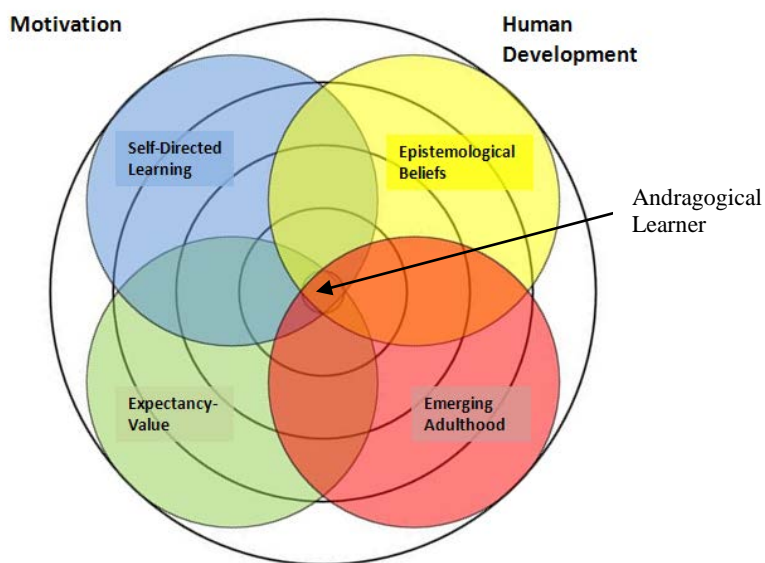 Motivation
Human
Development
Self-Directed
Learning
Epistemological
Beliefs
Andragogical
Learner
Expectancy-
Value
Emerging
Adulthood